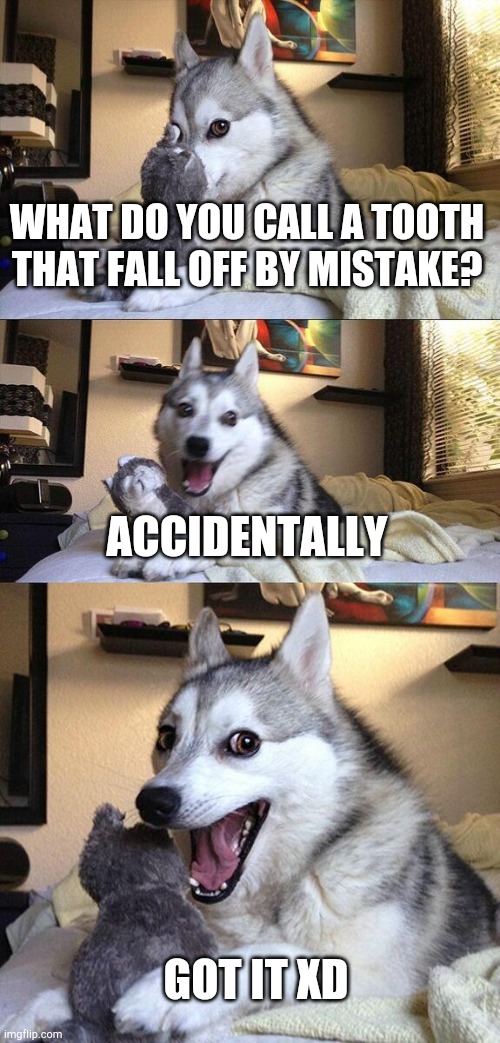 WHAT DO YOU CALL A TOOTH
THAT FALL OFF BY MISTAKE?
ACCIDENTALLY
GOT IT XD
imgflip.com